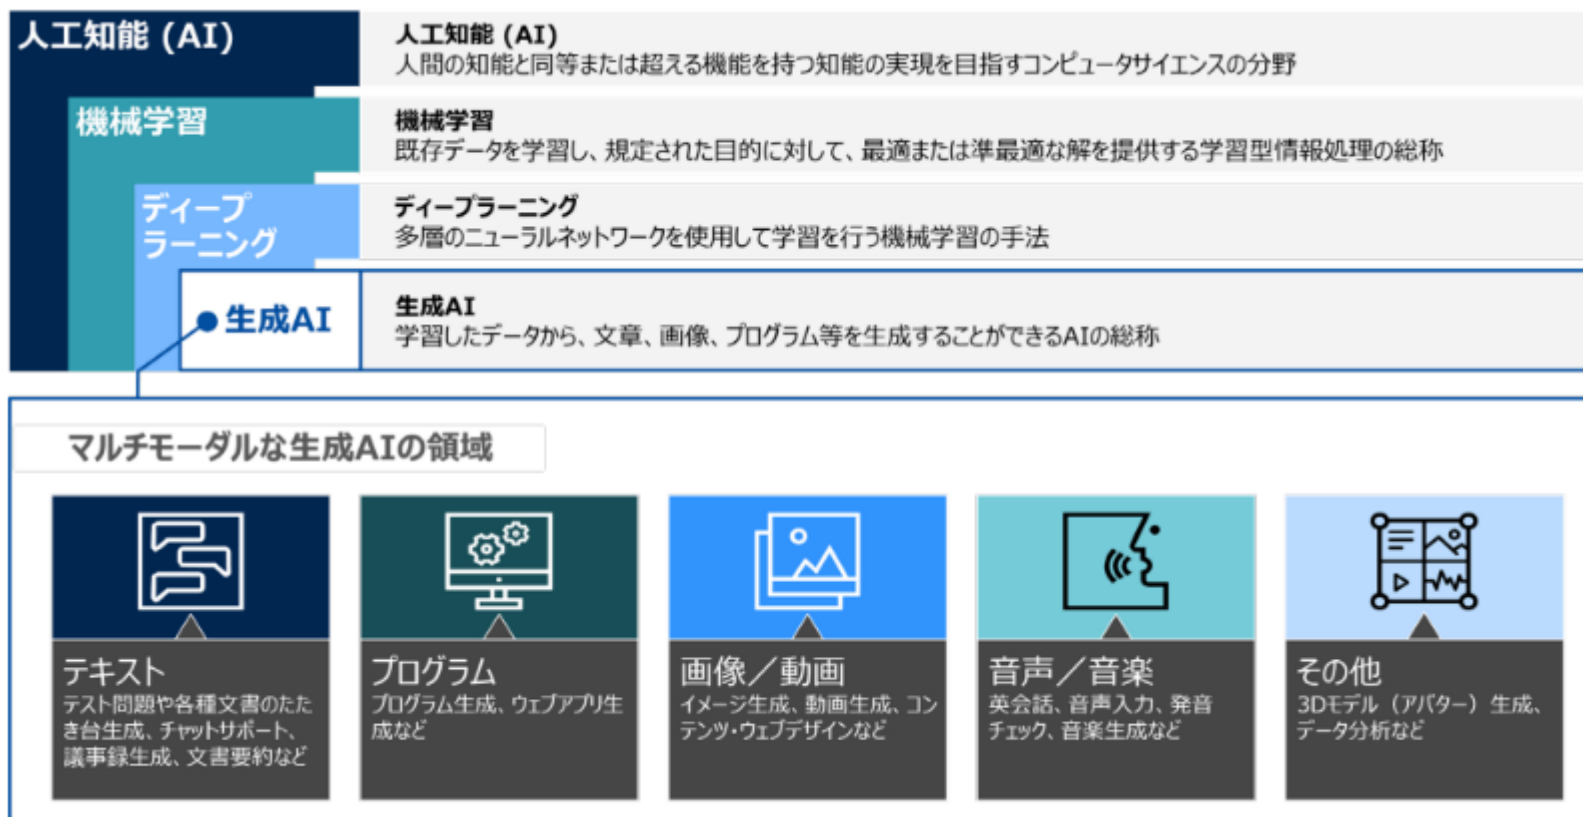 人工知能 (AI)
人工知能 (AI)
人間の知能と同等または超える機能を持つ知能の実現を目指すコンピュータサイエンスの分野
機械学習
機械学習
既存データを学習し、規定された目的に対して、最適または準最適な解を提供する学習型情報処理の総称
ディープ
ラーニング
ディープラーニング
多層のニューラルネットワークを使用して学習を行う機械学習の手法
生成AI
生成AI
学習したデータから、文章、画像、プログラム等を生成することができるAIの総称
マルチモーダルな生成AIの領域
テキスト
テスト問題や各種文書のたた
き台生成、チャットサポート、
議事録生成、文書要約など
プログラム
プログラム生成、ウェブアプリ生
成など
画像／動画
イメージ生成、動画生成、コン
テンツ・ウェブデザインなど
音声／音楽
英会話、音声入力、発音
チェック、音楽生成など
その他
3Dモデル（アバター）生成、
データ分析など